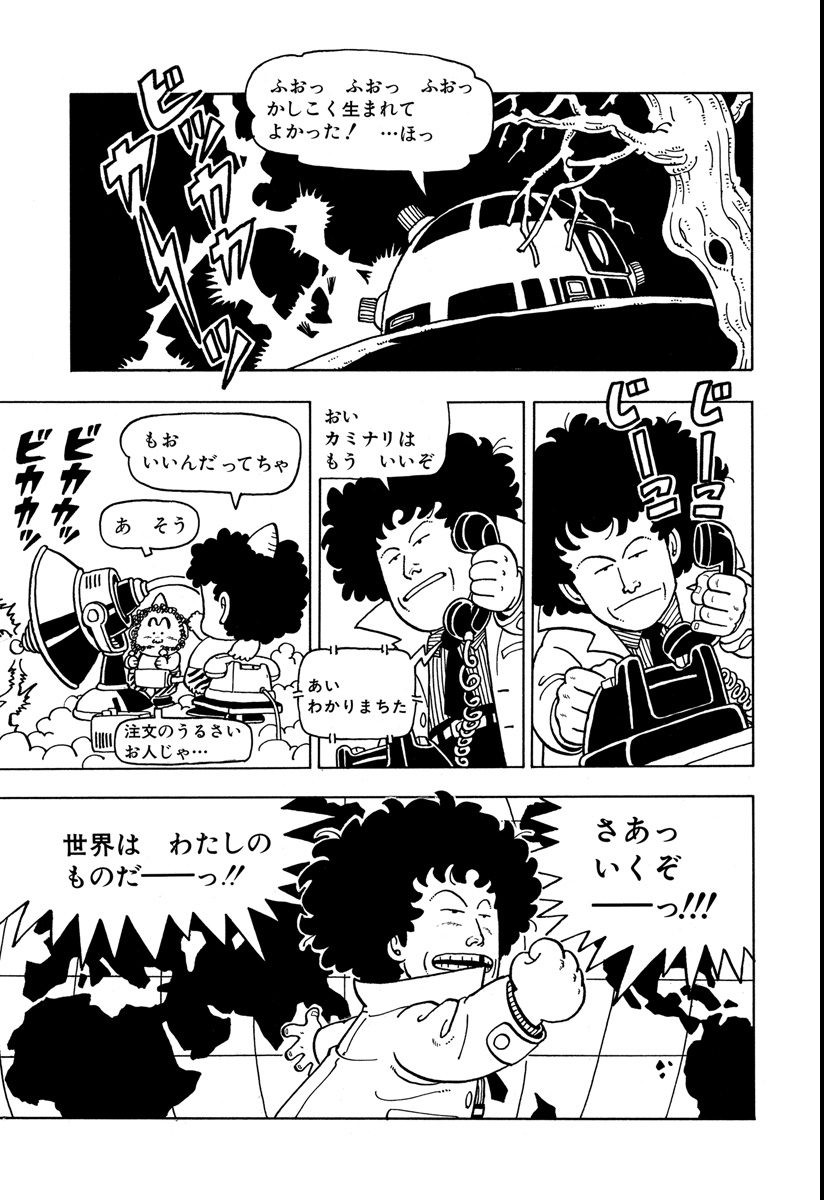 ふおっ　ふおっ　ふおっ
かしこく生まれて
よかった！　…ほっ
ビッカカカッ
ガリッ
ジーコ
ジーコ
おい
カミナリは
もう　いいぞ
あい
わかりまちた
もお
いいんだってちゃ
あ　そう
注文のうるさい
お人じゃ…
ビカカッ
ビカカッ
さあっ
いくぞ
──っ!!!
世界は　わたしの
ものだ──っ!!